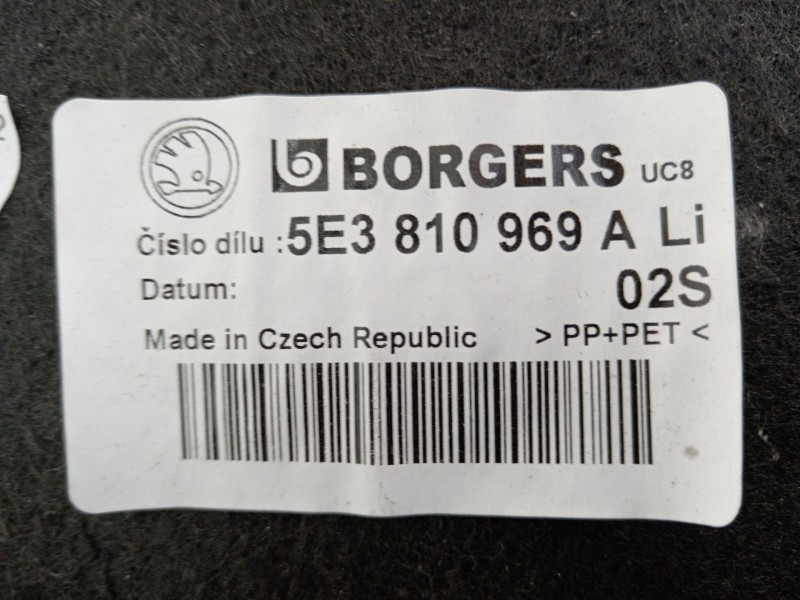 BORGERS UC8
Číslo dílu :5E3 810 969 A Li
Datum: 02S
Made in Czech Republic > PP+PET <